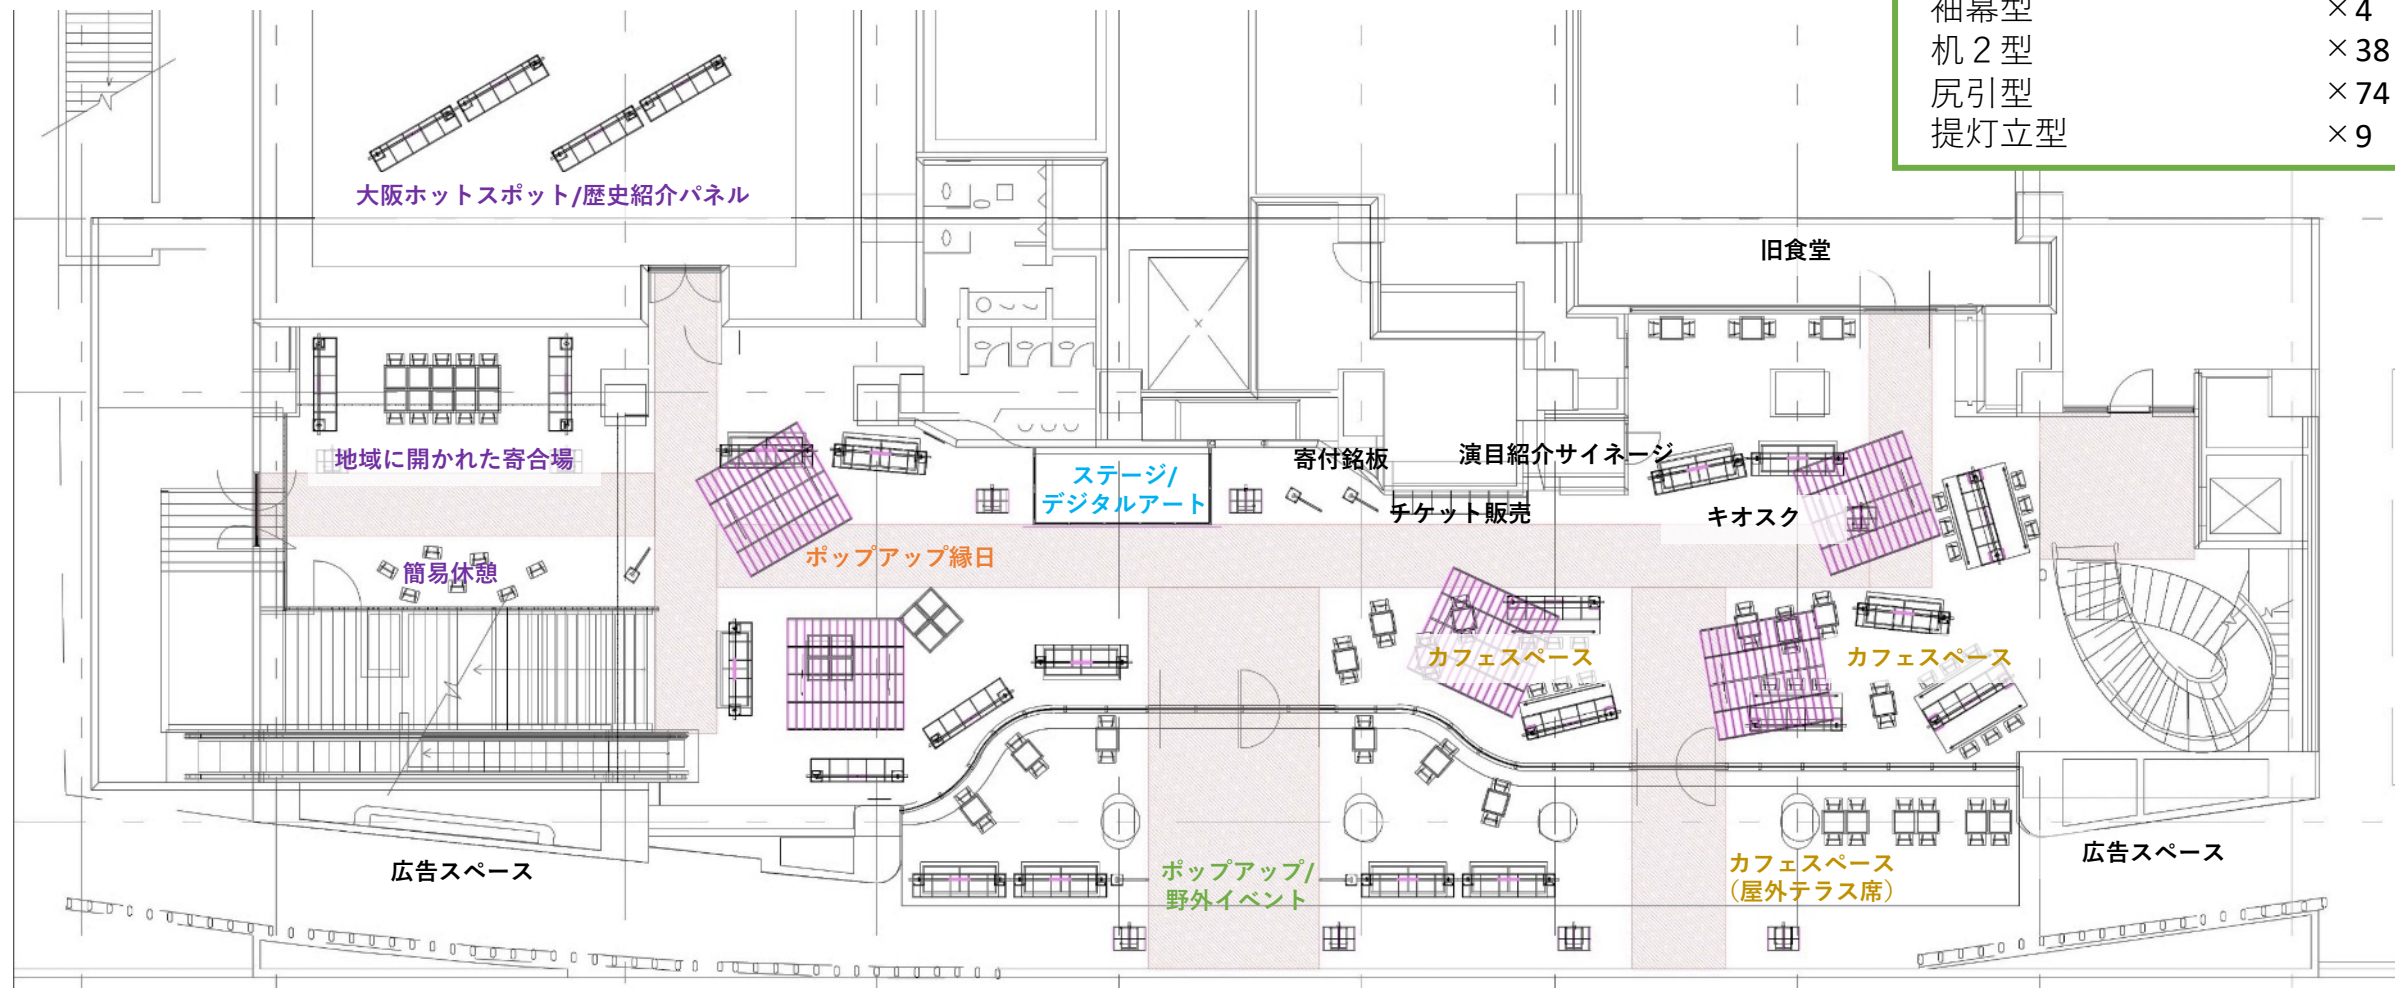 袖幕型 ×4
机２型 ×38
尻引型 ×74
提灯立型 ×9
大阪ホットスポット/歴史紹介パネル
旧食堂
地域に開かれた寄合場
ステージ/
デジタルアート
寄付銘板
演目紹介サイネージ
チケット販売
キオスク
ポップアップ縁日
簡易休憩
カフェスペース
カフェスペース
広告スペース
ポップアップ/
野外イベント
カフェスペース
（屋外テラス席）
広告スペース